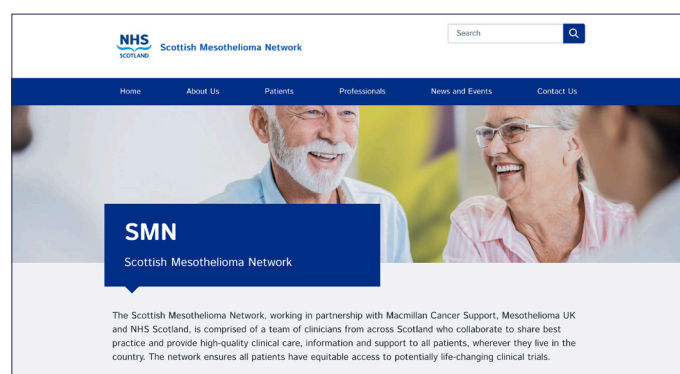 Search
NHS
SCOTLAND
Scottish Mesothelioma Network
Home About Us Patients Professionals News and Events Contact Us
SMN
Scottish Mesothelioma Network
The Scottish Mesothelioma Network, working in partnership with Macmillan Cancer Support, Mesothelioma UK
and NHS Scotland, is comprised of a team of clinicians from across Scotland who collaborate to share best
practice and provide high-quality clinical care, information and support to all patients, wherever they live in the
country. The network ensures all patients have equitable access to potentially life-changing clinical trials.